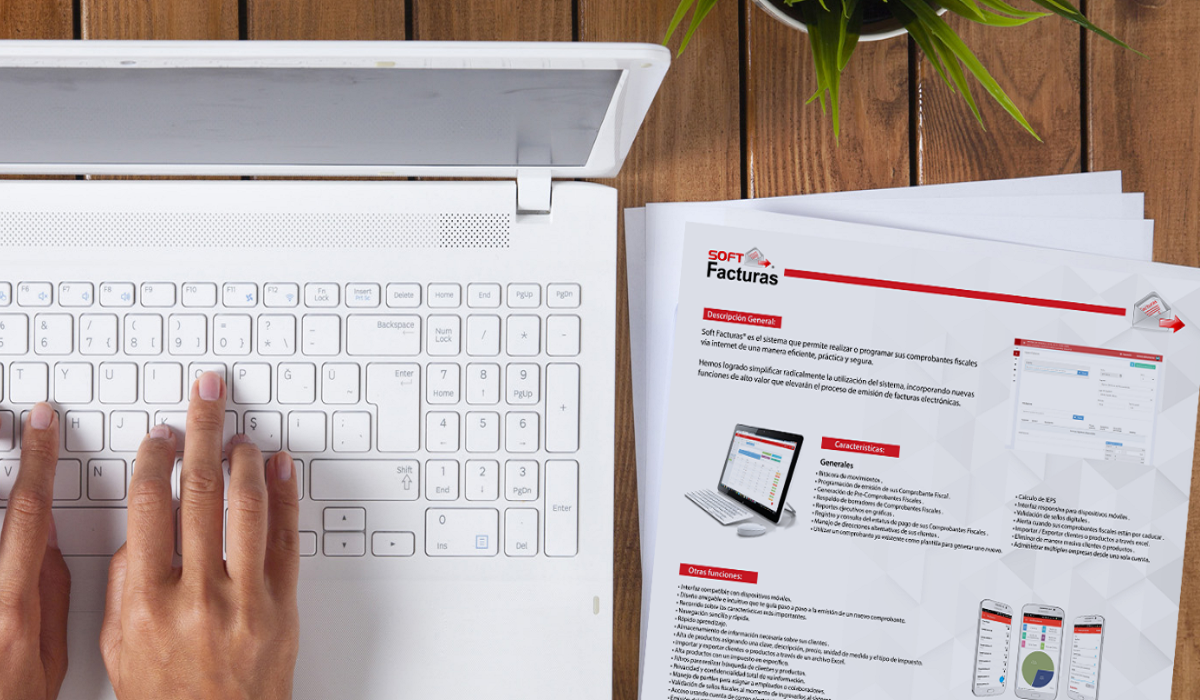 F6
F7
F8
F9
F10
F11
F12
Fn Lock
Insert
Delete
Home
End
PgUp
PgDn
& 6
/ 7 {
( 8 [
) 9 ]
= 0 }
? * \
_ -
Backspace
Num Lock
/
*
-
T
Y
U
I
P
Ğ
Ü
Enter
7 Home
8 ↑
9 PgUp
+
H
J
Ş
İ
4 ←
5
6 →
V
N
Shift
1 End
2 ↓
3 PgDn
Enter
0 Ins
. Del
SOFT
Facturas
Descripción General:
Soft Facturas® es el sistema que permite realizar o programar sus comprobantes fiscales
vía internet de una manera eficiente, práctica y segura.
Hemos logrado simplificar radicalmente la utilización del sistema, incorporando nuevas
funciones de alto valor que elevarán el proceso de emisión de facturas electrónicas.
Características:
Generales
• Bitácora de movimientos .
• Programación de emisión de sus Comprobante Fiscal .
• Generación de Pre-Comprobantes Fiscales .
• Respaldo de borradores de Comprobantes Fiscales .
• Reportes ejecutivos en gráficas .
• Registro y consulta del estatus de pago de sus Comprobantes Fiscales .
• Manejo de direcciones alternativas de sus clientes .
• Utilizar un comprobante ya existente como plantilla para generar uno nuevo.
• Cálculo de IEPS
• Interfaz responsiva para dispositivos móviles .
• Validación de sellos digitales .
• Alerta cuando sus comprobantes fiscales están por caducar .
• Importar / Exportar clientes o productos a través excel.
• Eliminar de manera masiva clientes o productos .
• Administrar múltiples empresas desde una sola cuenta.
Otras funciones:
• Interfaz compatible con dispositivos móviles.
• Diseño amigable e intuitivo que te guía paso a paso a la emisión de un nuevo comprobante.
• Recorrido sobre las características más importantes.
• Navegación sencilla y rápida.
• Rápido aprendizaje.
• Almacenamiento de información necesaria sobre sus clientes.
• Alta de productos asignando una clase, descripción, precio, unidad de medida y el tipo de impuesto.
• Importar y exportar clientes o productos a través de un archivo Excel.
• Alta productos con un impuesto en específico.
• Filtros para realizar búsqueda de clientes y productos.
• Privacidad y confidencialidad total de su información.
• Manejo de perfiles para asignar a empleados o colaboradores.
• Validación de sellos fiscales al momento de ingresarlos al sistema